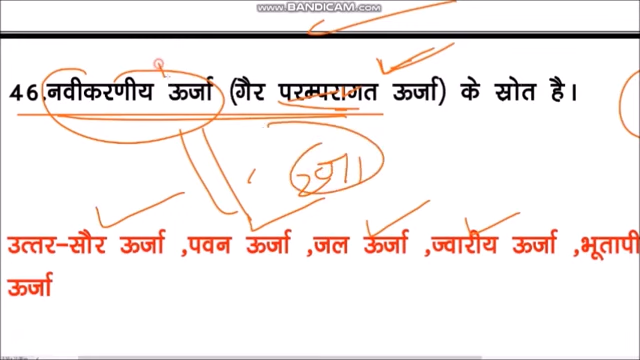 WWW.BANDICAM.COM
46.नवीकरणीय ऊर्जा (गैर परम्परागत ऊर्जा) के स्रोत है।
उत्तर-सौर ऊर्जा ,पवन ऊर्जा ,जल ऊर्जा ,ज्वारीय ऊर्जा ,भूतापी
ऊर्जा